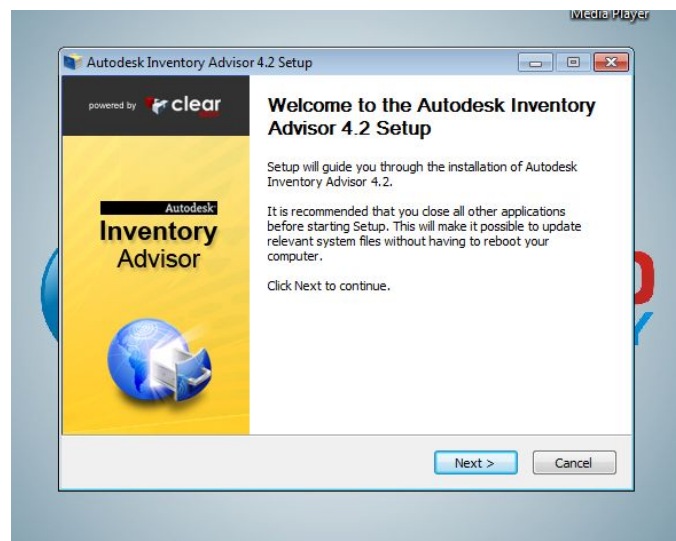 Media Player
Autodesk Inventory Advisor 4.2 Setup
powered by clear
Welcome to the Autodesk Inventory
Advisor 4.2 Setup
Setup will guide you through the installation of Autodesk
Inventory Advisor 4.2.
It is recommended that you close all other applications
before starting Setup. This will make it possible to update
relevant system files without having to reboot your
computer.
Click Next to continue.
Autodesk
Inventory
Advisor
Next >
Cancel